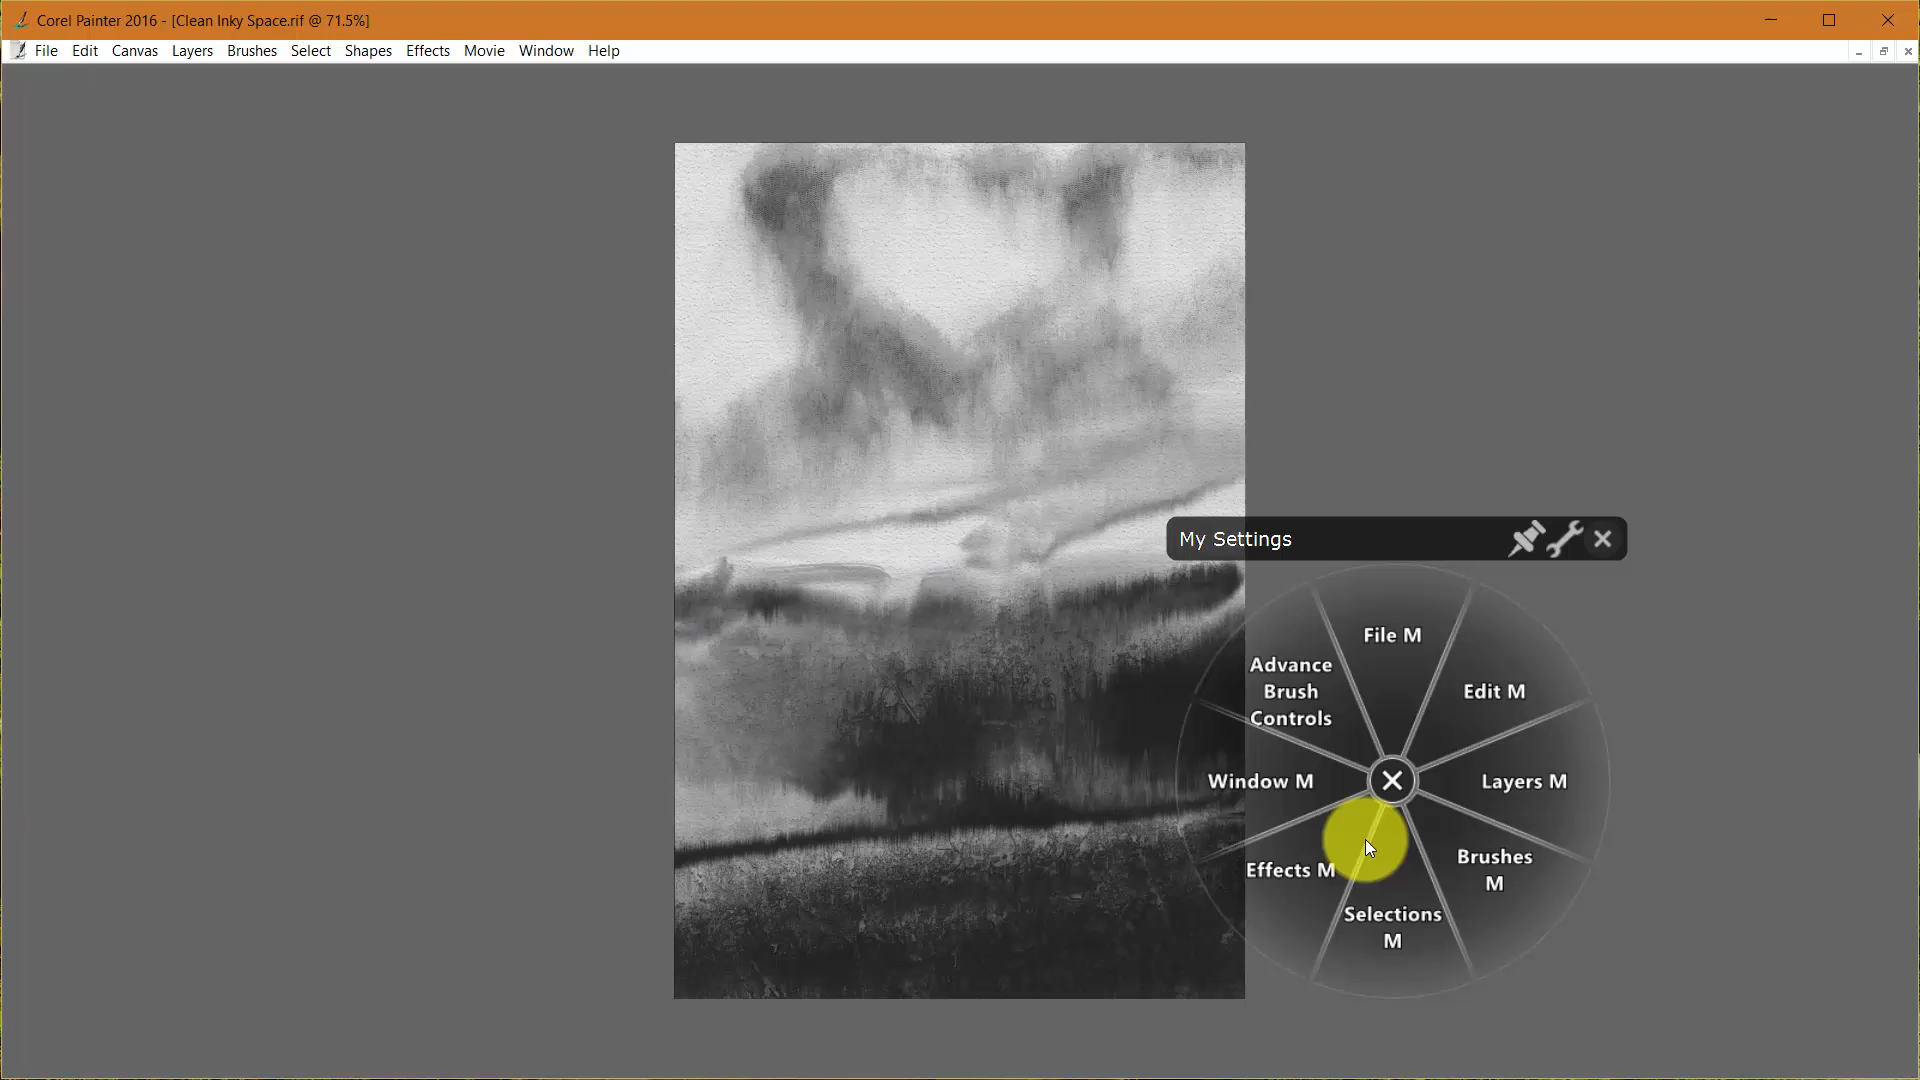 Corel Painter 2016 - [Clean Inky Space.rif @ 71.5%]
File Edit Canvas Layers Brushes Select Shapes Effects Movie Window Help
My Settings
File M
Edit M
Layers M
Brushes
M
Selections
M
Effects M
Window M
Advance
Brush
Controls